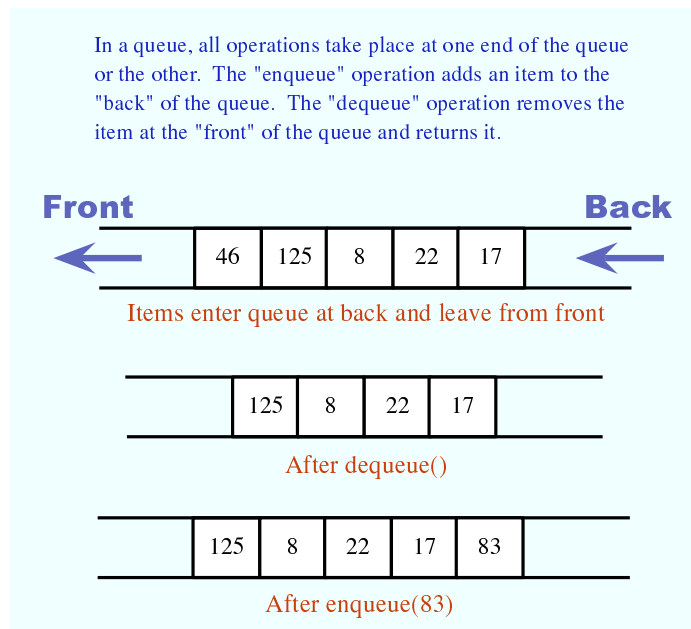 In a queue, all operations take place at one end of the queue
or the other.  The "enqueue" operation adds an item to the
"back" of the queue.  The "dequeue" operation removes the
item at the "front" of the queue and returns it.
Front Back
46 125 8 22 17
Items enter queue at back and leave from front
125 8 22 17
After dequeue()
125 8 22 17 83
After enqueue(83)